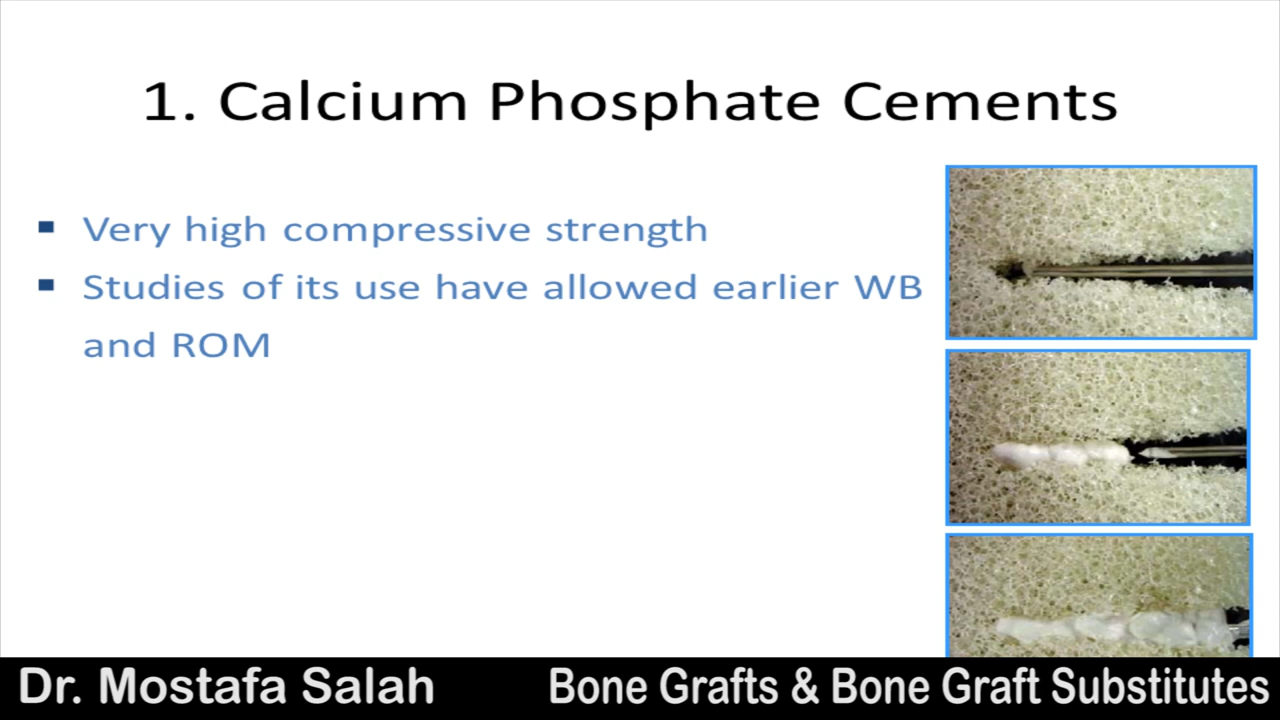 1. Calcium Phosphate Cements
▪ Very high compressive strength
▪ Studies of its use have allowed earlier WB
and ROM
Dr. Mostafa Salah
Bone Grafts & Bone Graft Substitutes